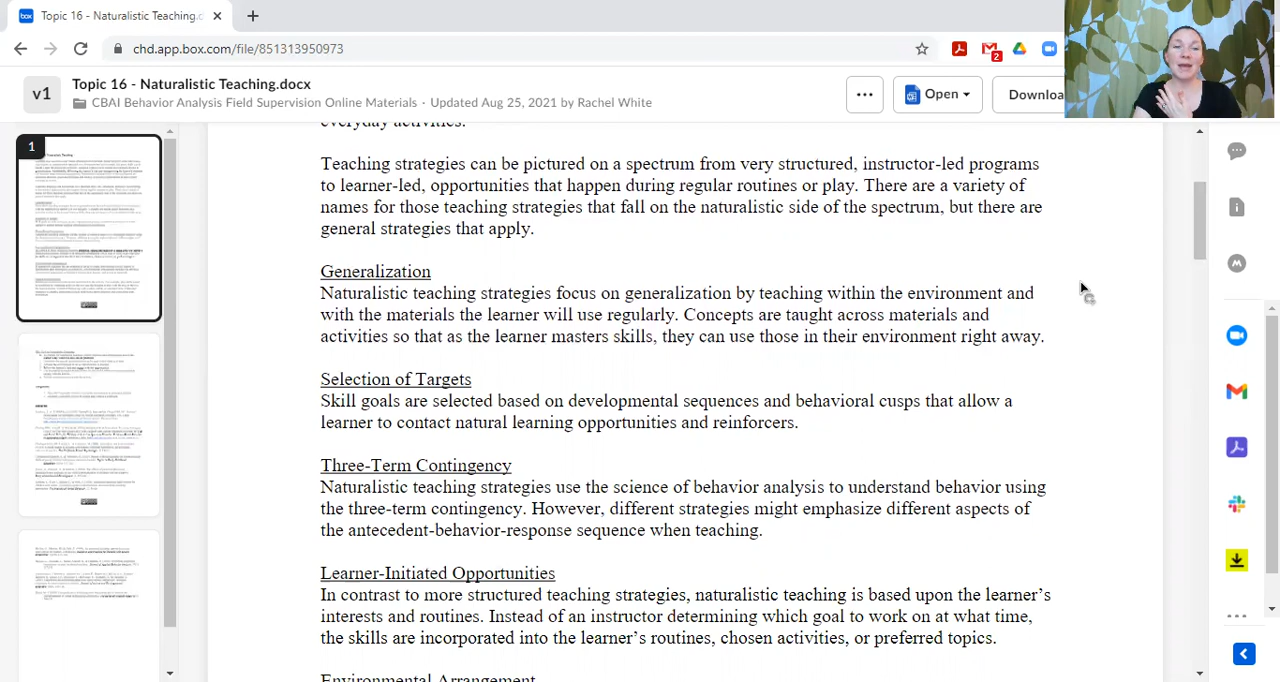 box Topic 16 - Naturalistic Teaching.d
chd.app.box.com/file/851313950973
2
v1
Topic 16 - Naturalistic Teaching.docx
CBAI Behavior Analysis Field Supervision Online Materials · Updated Aug 25, 2021 by Rachel White
Open
Downloa
1
everyday activities.
Teaching strategies are pictured on a spectrum from structured, instructor-led programs
to learner-led, opportunities that happen during regular routines or play. There are a variety of
names for those teaching strategies that fall on the naturalistic side of the spectrum, but there are
general strategies that apply.
Generalization
Naturalistic teaching strategies focus on generalization by teaching within the environment and
with the materials the learner will use regularly. Concepts are taught across materials and
activities so that as the learner masters skills, they can use those in their environment right away.
Selection of Targets
Skill goals are selected based on developmental sequences and behavioral cusps that allow a
learner to contact natural learning opportunities and reinforcers.
Three-Term Contingency
Naturalistic teaching strategies use the science of behavior analysis to understand behavior using
the three-term contingency. However, different strategies might emphasize different aspects of
the antecedent-behavior-response sequence when teaching.
Learner-Initiated Opportunities
In contrast to more structured teaching strategies, naturalistic teaching is based upon the learner's
interests and routines. Instead of an instructor determining which goal to work on at what time,
the skills are incorporated into the learner's routines, chosen activities, or preferred topics.
Environmental Arrangement